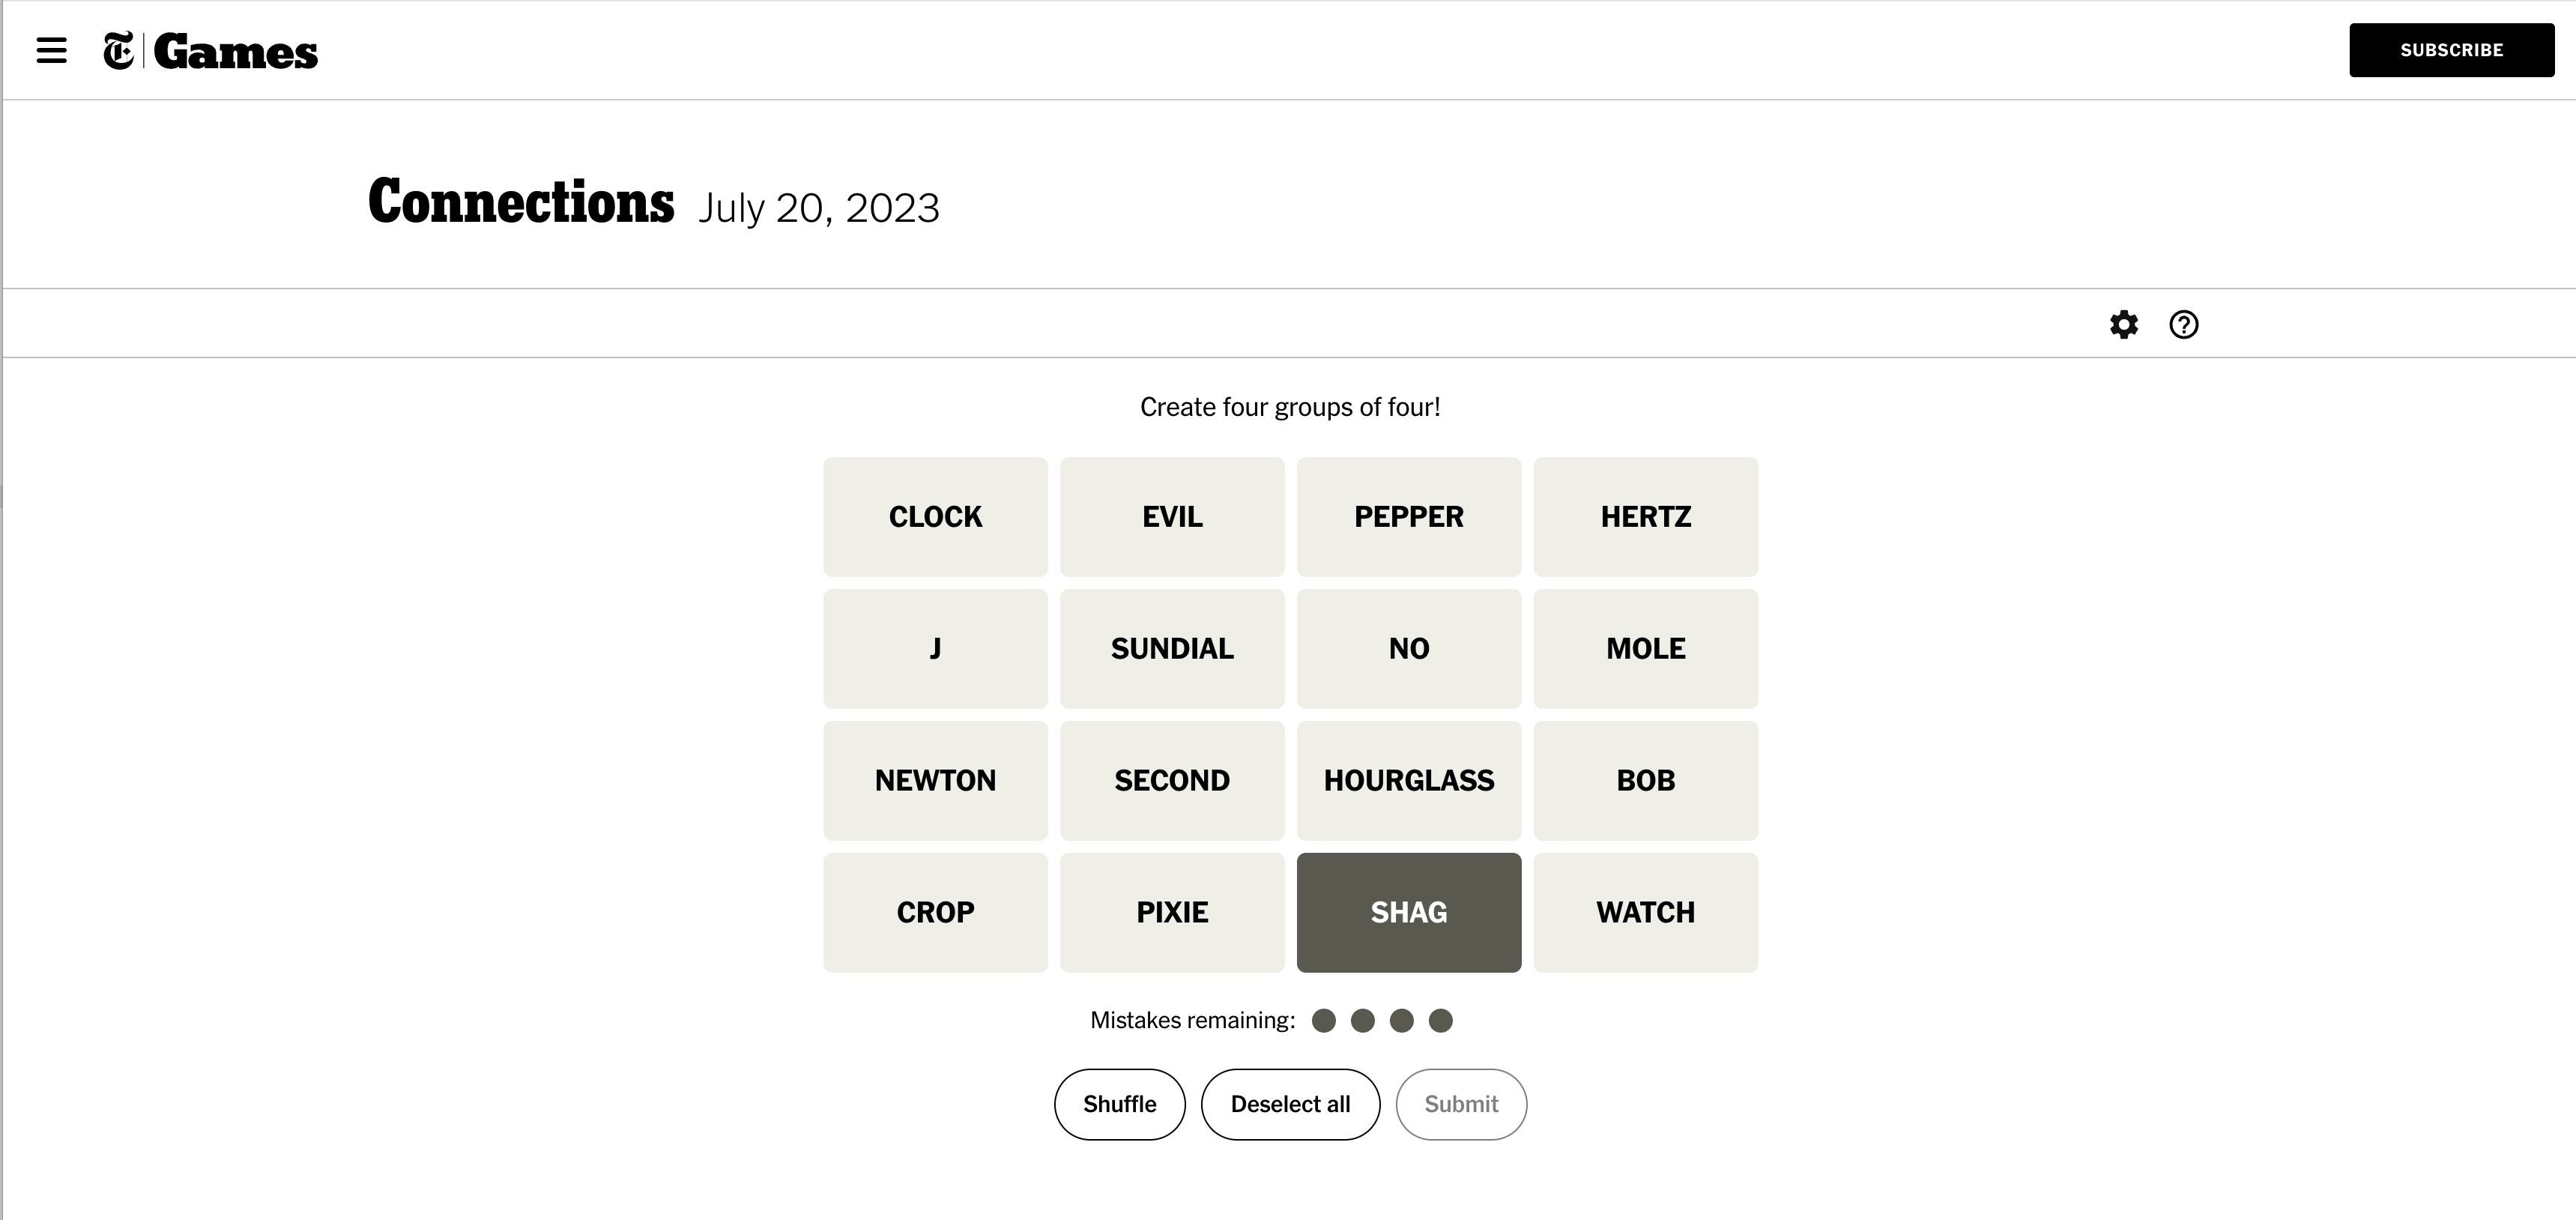 T Games
SUBSCRIBE
Connections July 20, 2023
Create four groups of four!
CLOCK EVIL PEPPER HERTZ
J SUNDIAL NO MOLE
NEWTON SECOND HOURGLASS BOB
CROP PIXIE SHAG WATCH
Mistakes remaining:
Shuffle Deselect all Submit